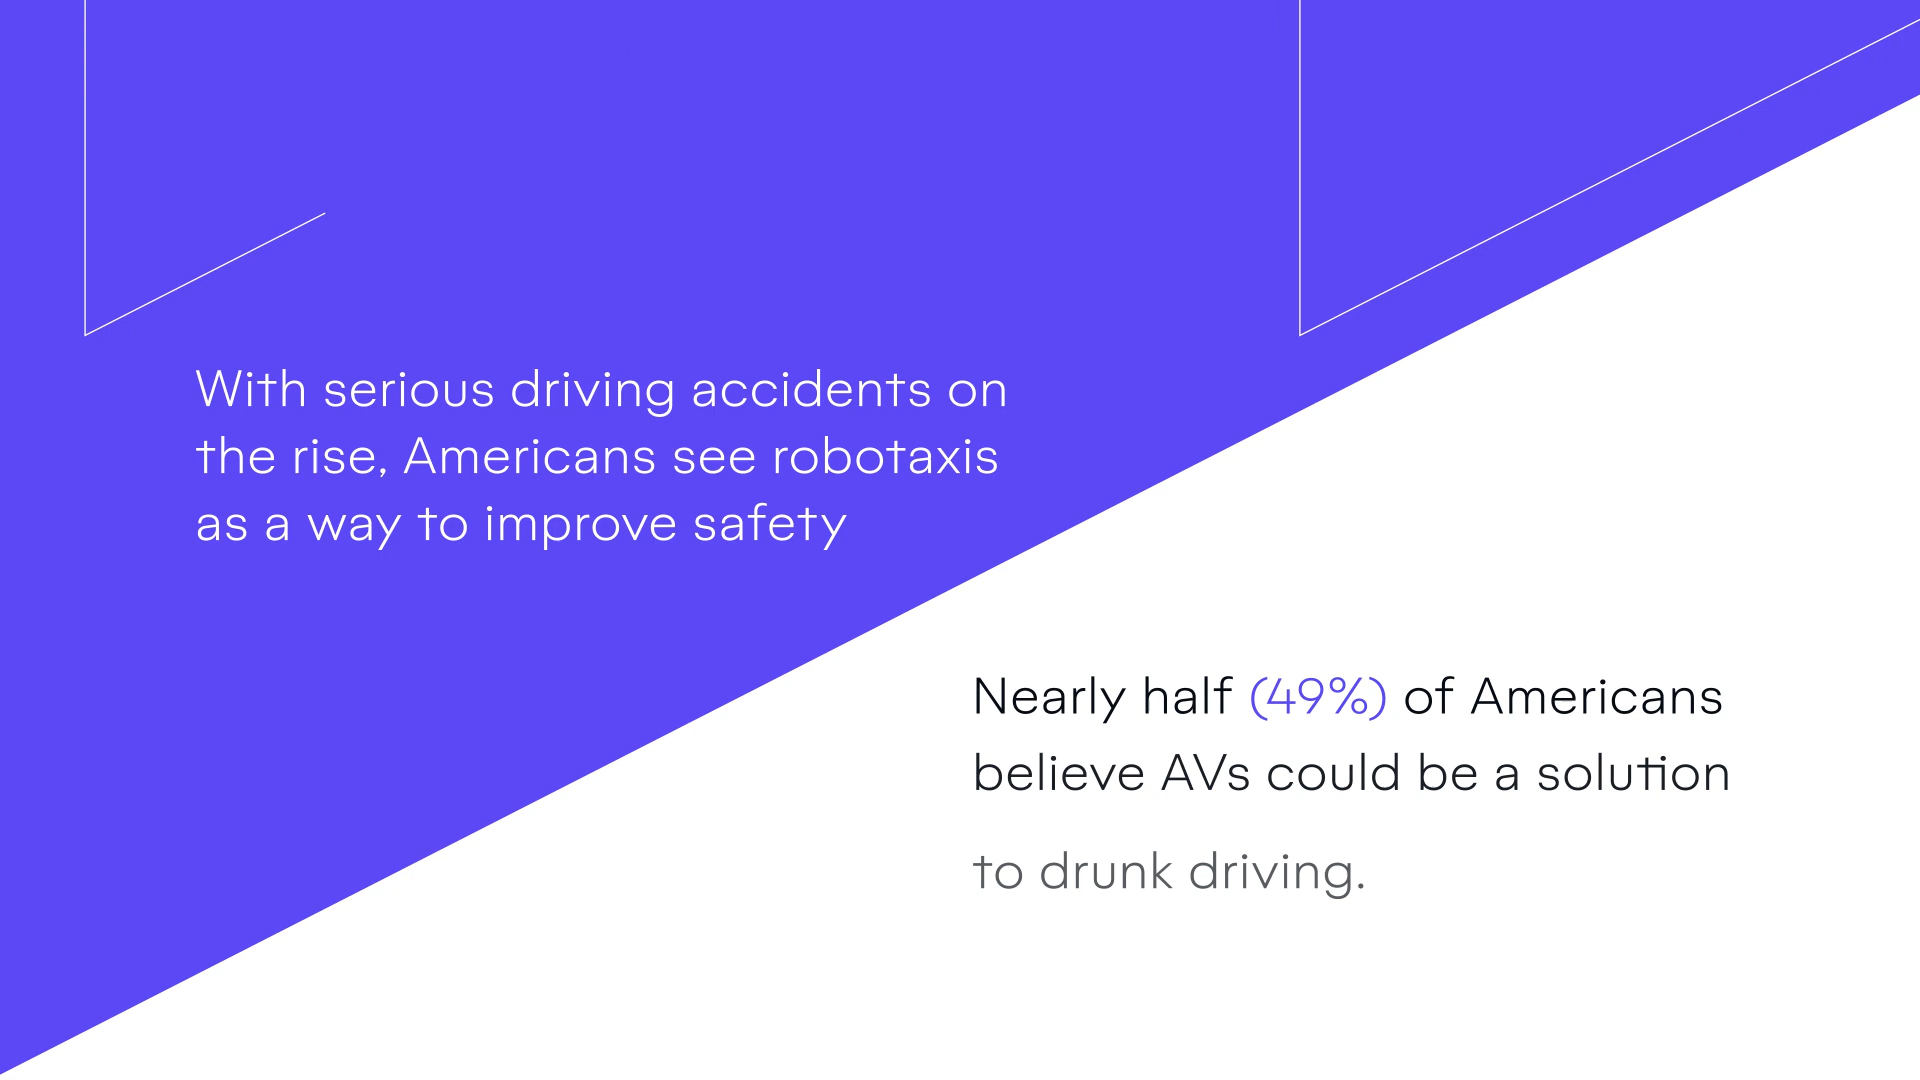 With serious driving accidents on
the rise, Americans see robotaxis
as a way to improve safety
Nearly half (49%) of Americans
believe AVs could be a solution
to drunk driving.